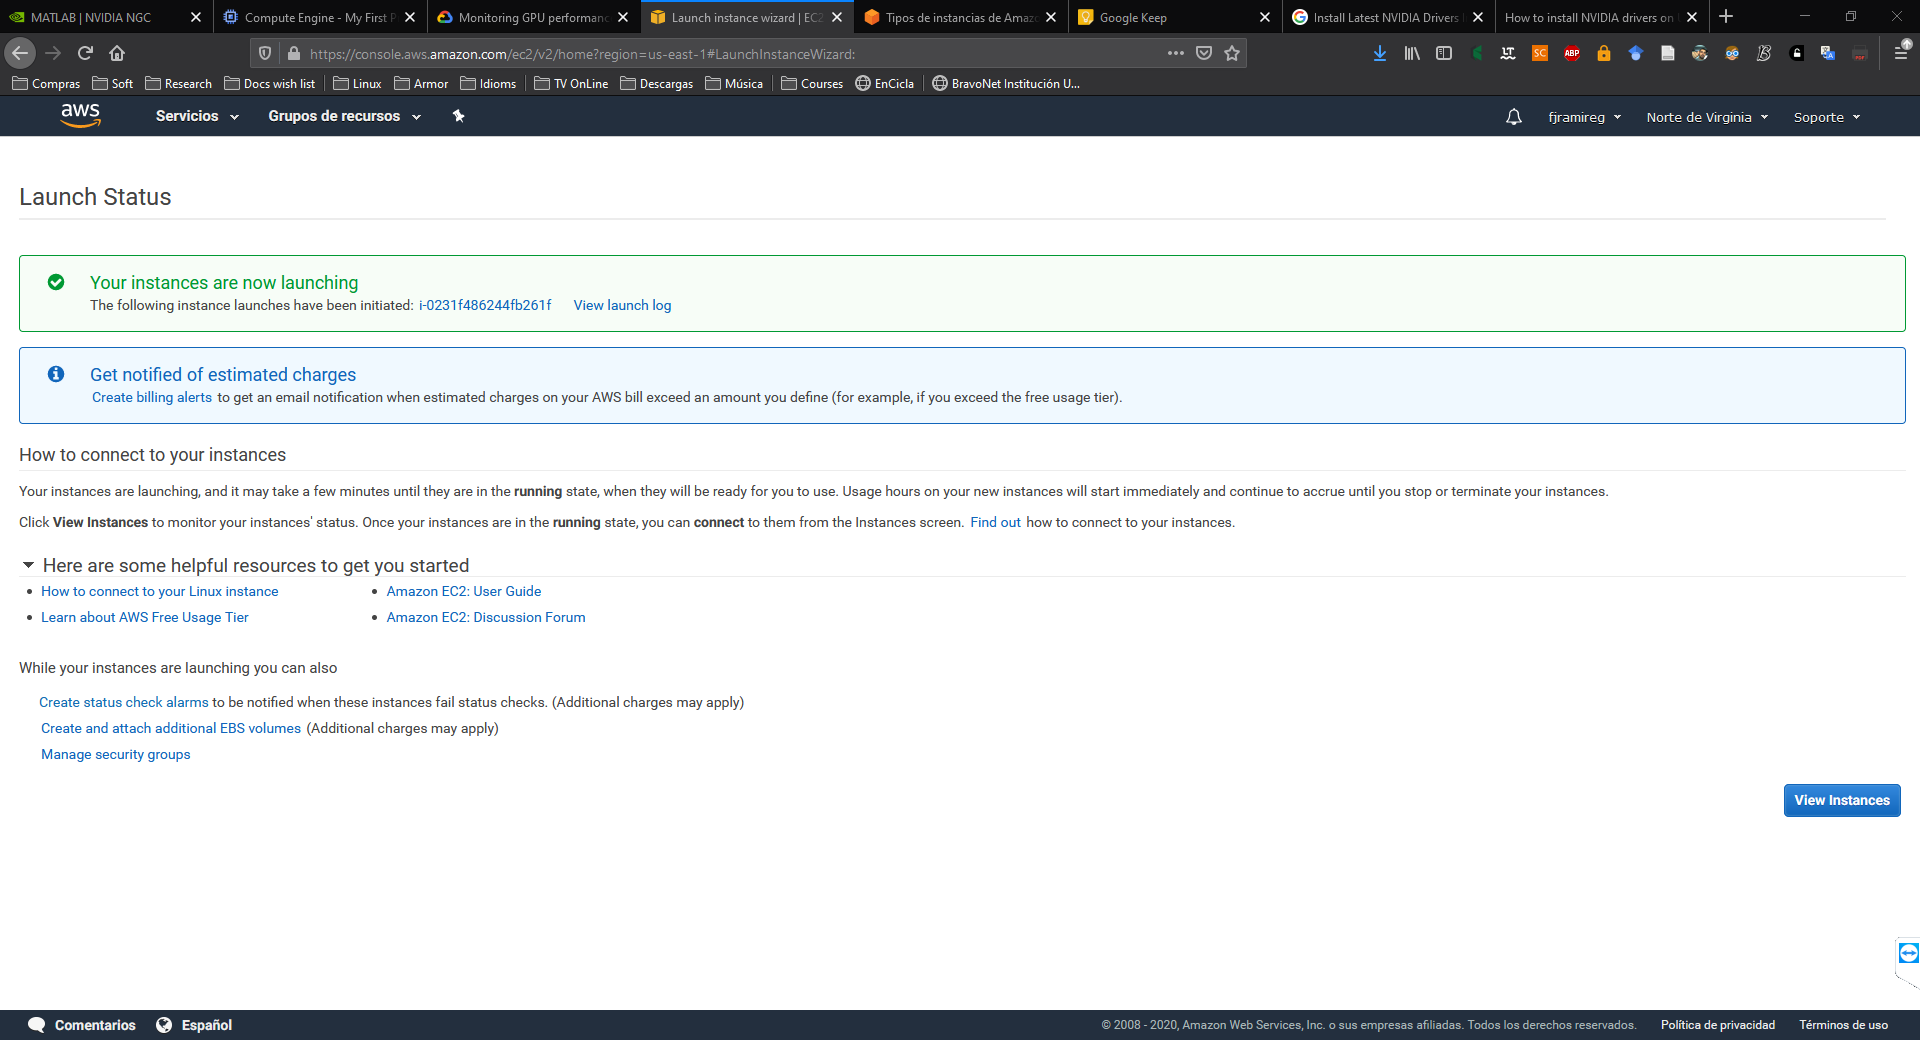 MATLAB | NVIDIA NGC
Compute Engine - My First P
Monitoring GPU performanc
Launch instance wizard | EC2
Tipos de instancias de Amazo
Google Keep
Install Latest NVIDIA Drivers
How to install NVIDIA drivers on
https://console.aws.amazon.com/ec2/v2/home?region=us-east-1#LaunchInstanceWizard:
Compras Soft Research Docs wish list Linux Armor Idioms TV OnLine Descargas Música Courses EnCicla BravoNet Institución U...
aws Servicios Grupos de recursos fjramireg Norte de Virginia Soporte
Launch Status
Your instances are now launching
The following instance launches have been initiated: i-0231f486244fb261f View launch log
Get notified of estimated charges
Create billing alerts to get an email notification when estimated charges on your AWS bill exceed an amount you define (for example, if you exceed the free usage tier).
How to connect to your instances
Your instances are launching, and it may take a few minutes until they are in the running state, when they will be ready for you to use. Usage hours on your new instances will start immediately and continue to accrue until you stop or terminate your instances.
Click View Instances to monitor your instances' status. Once your instances are in the running state, you can connect to them from the Instances screen. Find out how to connect to your instances.
Here are some helpful resources to get you started
How to connect to your Linux instance
Amazon EC2: User Guide
Learn about AWS Free Usage Tier
Amazon EC2: Discussion Forum
While your instances are launching you can also
Create status check alarms to be notified when these instances fail status checks. (Additional charges may apply)
Create and attach additional EBS volumes (Additional charges may apply)
Manage security groups
View Instances
Comentarios Español © 2008 - 2020, Amazon Web Services, Inc. o sus empresas afiliadas. Todos los derechos reservados. Política de privacidad Términos de uso